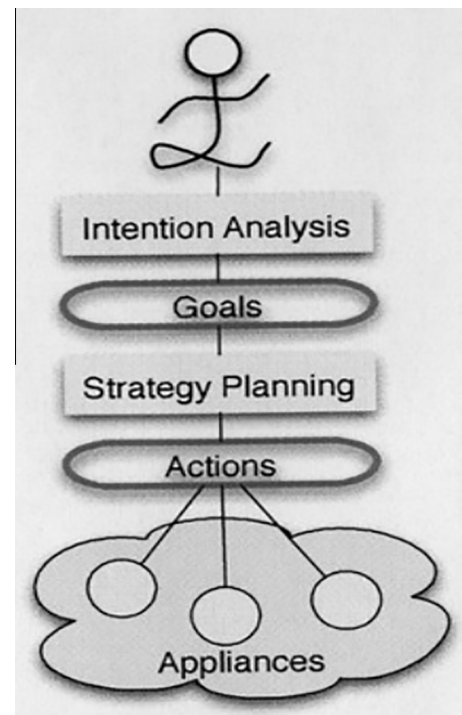 Intention Analysis
Goals
Strategy Planning
Actions
Appliances